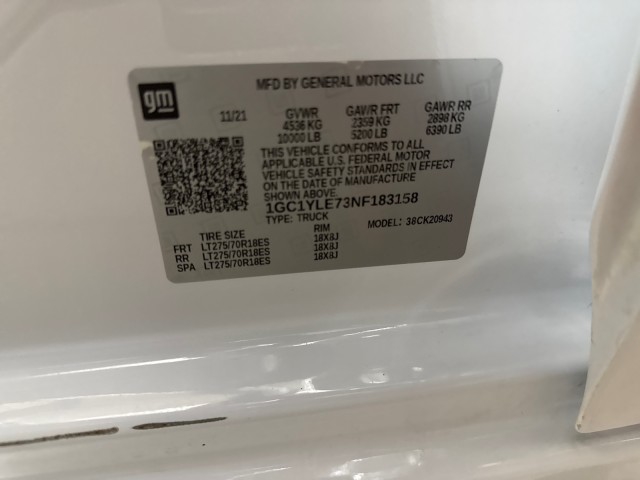 gm
MFD BY GENERAL MOTORS LLC
11/21 GVWR GAWR FRT GAWR RR
4536 KG 2359 KG 2898 KG
10000 LB 5200 LB 6390 LB
THIS VEHICLE CONFORMS TO ALL
APPLICABLE U.S. FEDERAL MOTOR
VEHICLE SAFETY STANDARDS IN EFFECT
ON THE DATE OF MANUFACTURE
SHOWN ABOVE.
1GC1YLE73NF183158
TYPE: TRUCK MODEL: 38CK20943
TIRE SIZE RIM
FRT LT275/70R18ES 18X8J
RR LT275/70R18ES 18X8J
SPA LT275/70R18ES 18X8J